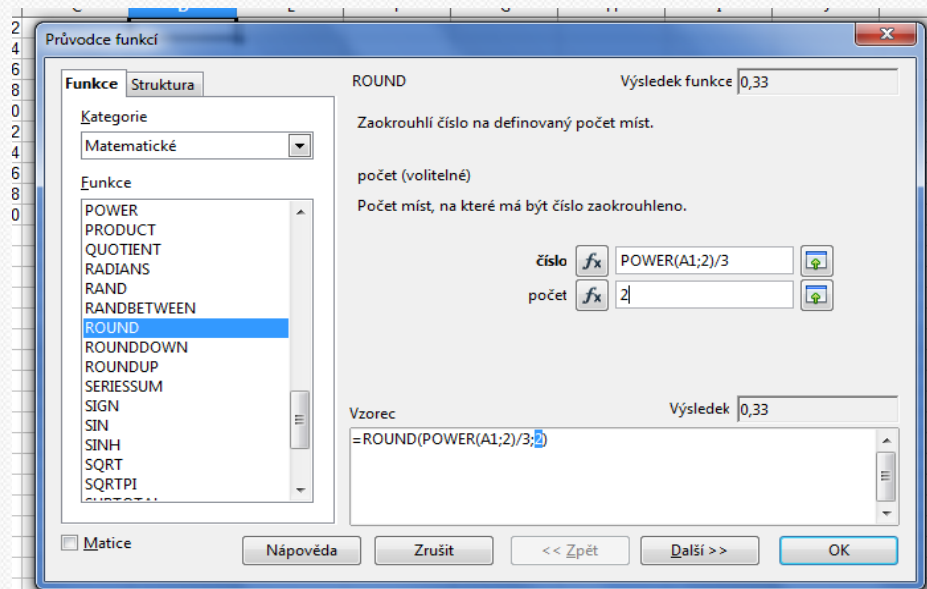 2
4
6
8
0
2
4
6
8
0
Průvodce funkcí
Funkce Struktura
Kategorie
Matematické
Funkce
POWER
PRODUCT
QUOTIENT
RADIANS
RAND
RANDBETWEEN
ROUND
ROUNDDOWN
ROUNDUP
SERIESSUM
SIGN
SIN
SINH
SQRT
SQRTPI
SUBTOTAL
Matice
ROUND Výsledek funkce 0,33
Zaokrouhlí číslo na definovaný počet míst.
počet (volitelné)
Počet míst, na které má být číslo zaokrouhleno.
číslo fx POWER(A1;2)/3
počet fx 2
Vzorec Výsledek 0,33
=ROUND(POWER(A1;2)/3;2)
Nápověda Zrušit << Zpět Další >> OK